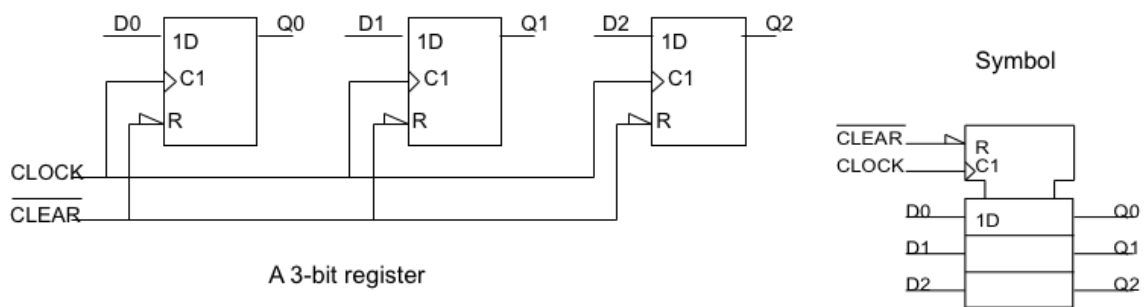 D0 Q0 D1 Q1 D2 Q2
1D 1D 1D
C1 C1 C1
R R R
CLOCK
CLEAR
A 3-bit register
Symbol
CLEAR R
CLOCK C1
D0 1D Q0
D1 Q1
D2 Q2